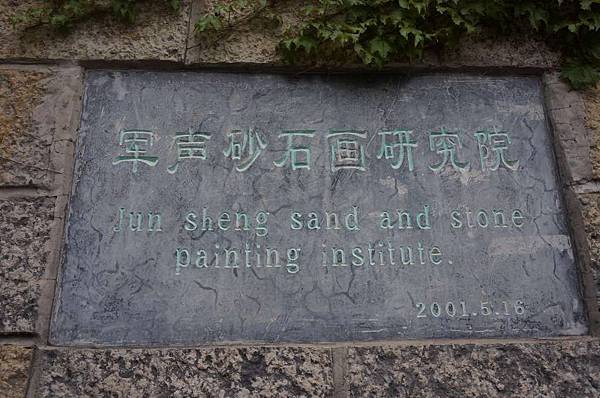 军声砂石画研究院
Jun sheng sand and stone
painting institute.
2001.5.16